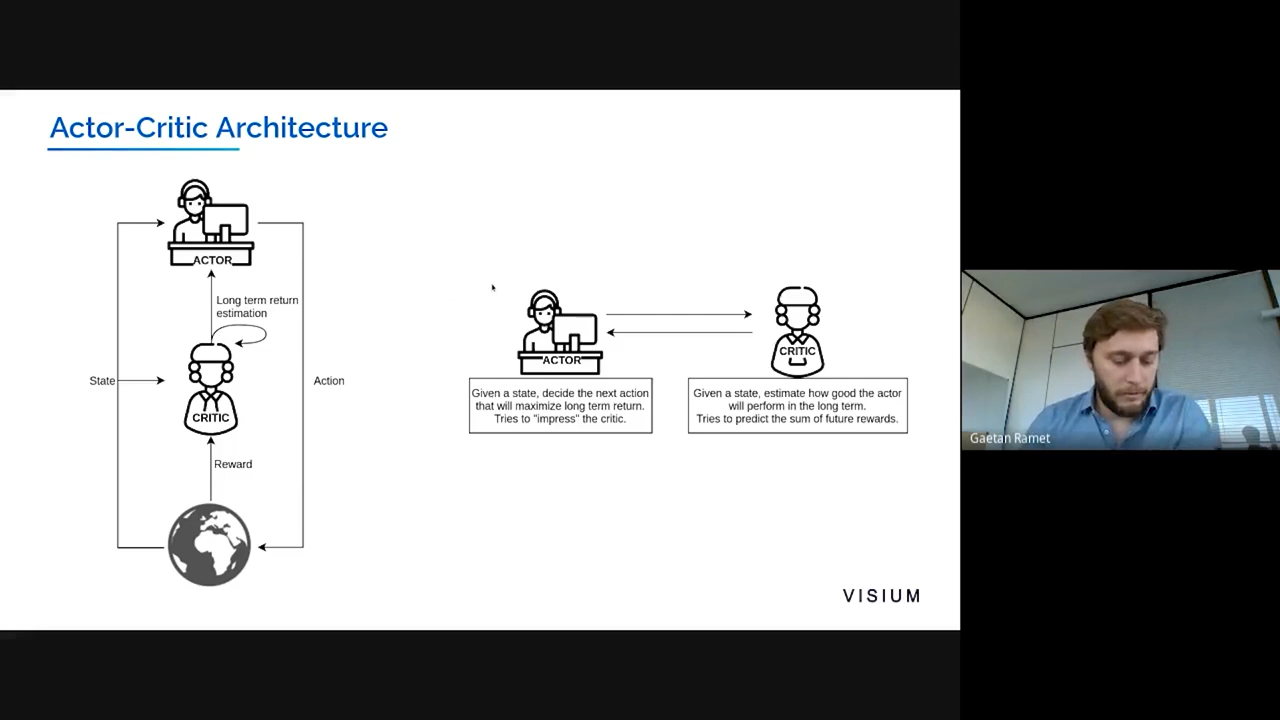 Actor-Critic Architecture
ACTOR
Long term return
estimation
State
CRITIC
Action
Reward
ACTOR
CRITIC
Given a state, decide the next action
that will maximize long term return.
Tries to "impress" the critic.
Given a state, estimate how good the actor
will perform in the long term.
Tries to predict the sum of future rewards.
VISIUM
Gaetan Ramet